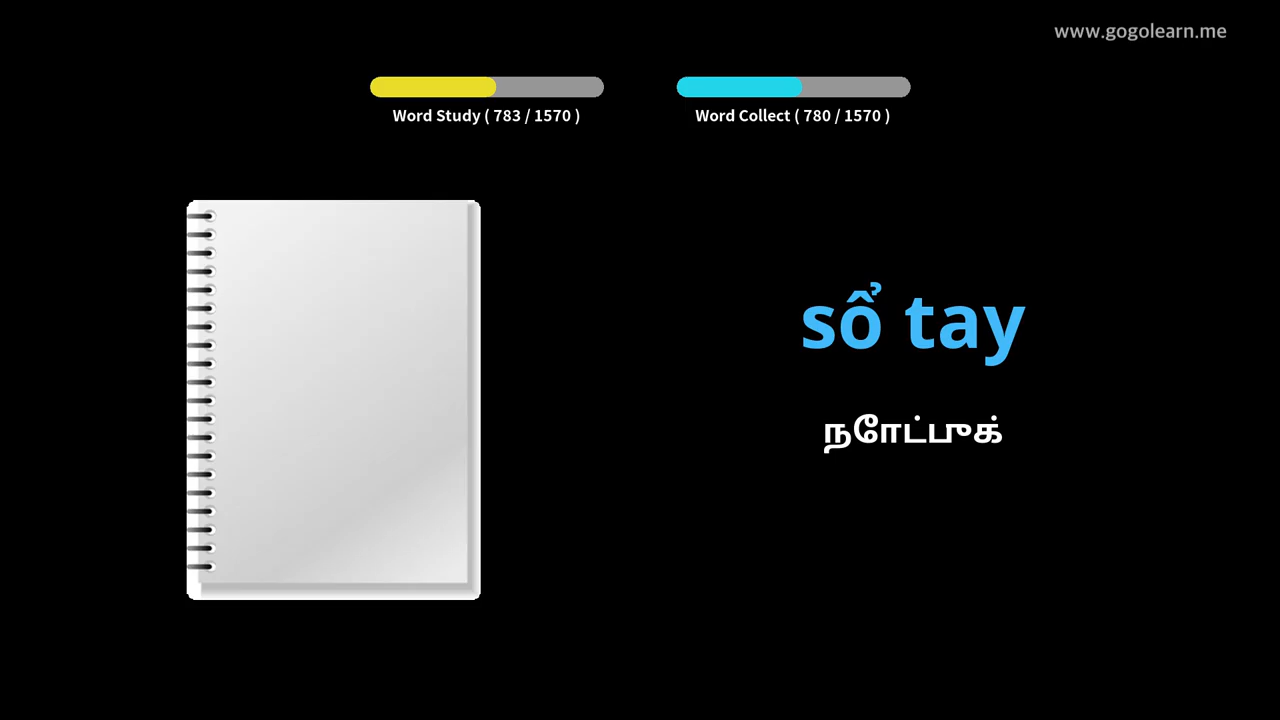 www.gogolearn.me
Word Study ( 783 / 1570 )
Word Collect ( 780 / 1570 )
sổ tay
நோட்புக்